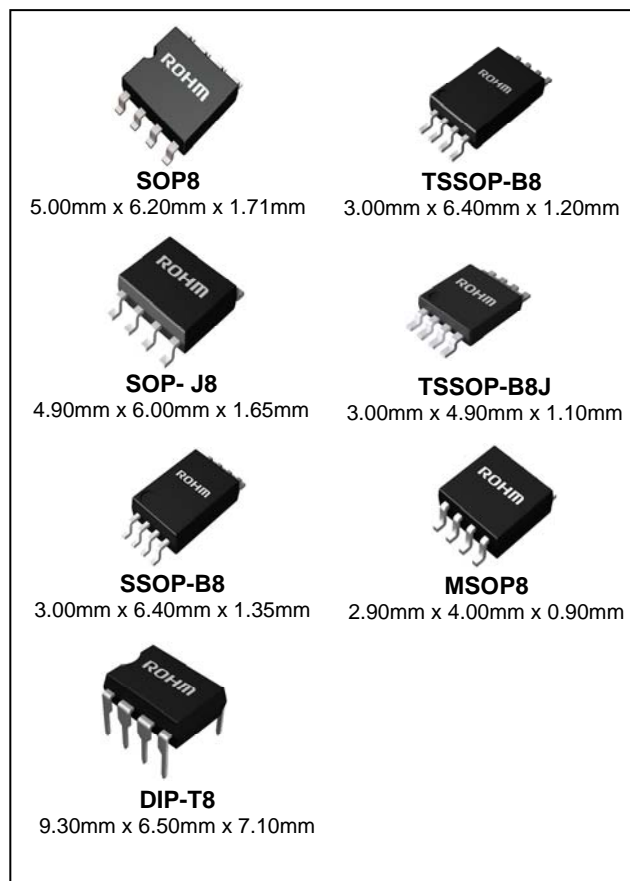 ROHM
SOP8
5.00mm x 6.20mm x 1.71mm
ROHM
TSSOP-B8
3.00mm x 6.40mm x 1.20mm
ROHM
SOP- J8
4.90mm x 6.00mm x 1.65mm
ROHM
TSSOP-B8J
3.00mm x 4.90mm x 1.10mm
ROHM
SSOP-B8
3.00mm x 6.40mm x 1.35mm
ROHM
MSOP8
2.90mm x 4.00mm x 0.90mm
ROHM
DIP-T8
9.30mm x 6.50mm x 7.10mm